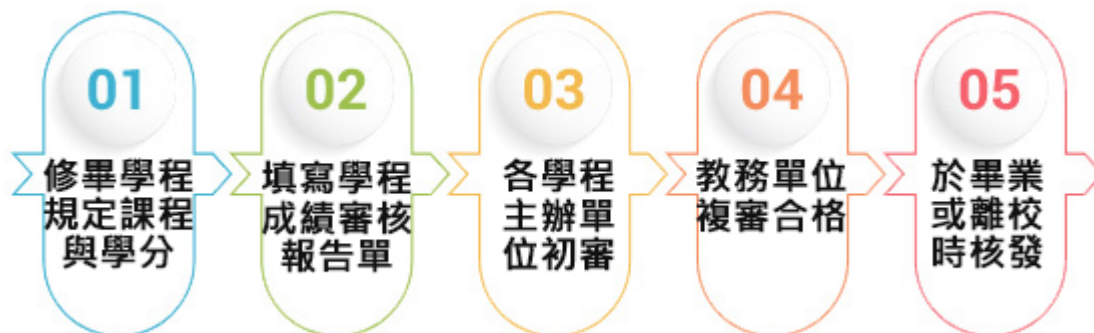 01
修畢學程
規定課程
與學分
02
填寫學程
成績審核
報告單
03
各學程
主辦單
位初審
04
教務單位
複審合格
05
於畢業
或離校
時核發